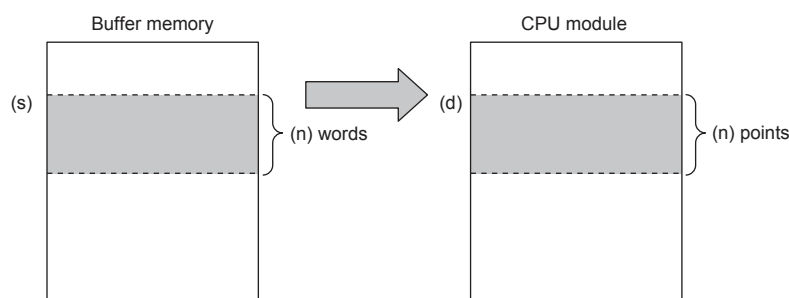 Buffer memory
CPU module
(s)
(d)
(n) words
(n) points